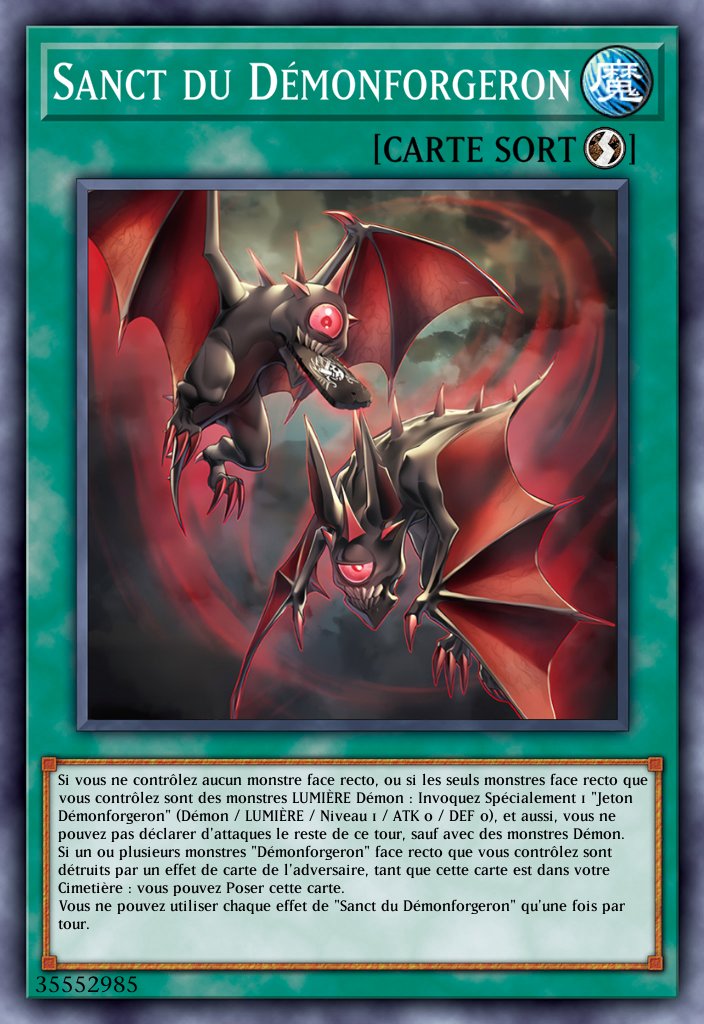 Sanct du Démonforgeron 魔
[CARTE SORT]
Si vous ne contrôlez aucun monstre face recto, ou si les seuls monstres face recto que
vous contrôlez sont des monstres LUMIÈRE Démon : Invoquez Spécialement 1 "Jeton
Démonforgeron" (Démon / LUMIÈRE / Niveau 1 / ATK 0 / DEF 0), et aussi, vous ne
pouvez pas déclarer d'attaques le reste de ce tour, sauf avec des monstres Démon.
Si un ou plusieurs monstres "Démonforgeron" face recto que vous contrôlez sont
détruits par un effet de carte de l'adversaire, tant que cette carte est dans votre
Cimetière : vous pouvez Poser cette carte.
Vous ne pouvez utiliser chaque effet de "Sanct du Démonforgeron" qu'une fois par
tour.
35552985